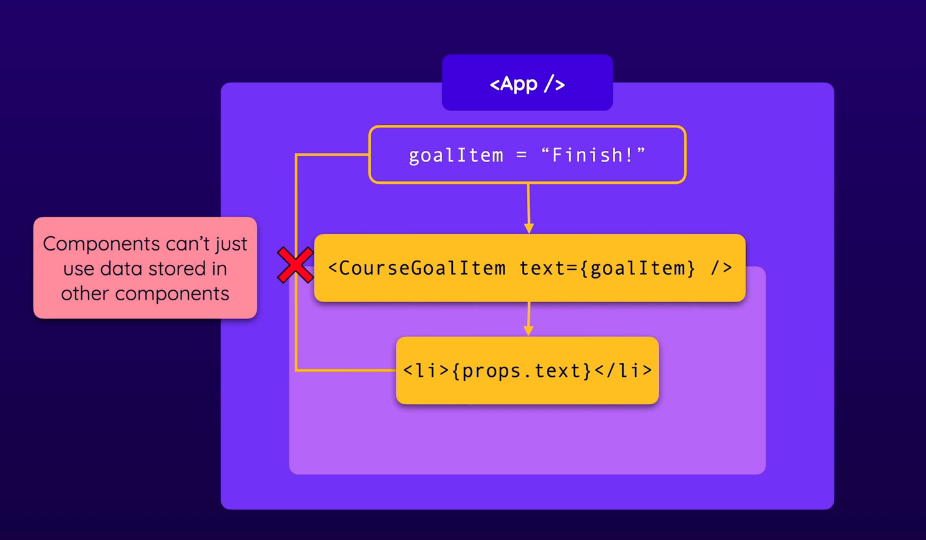 <App />
goalItem = “Finish!”
Components can’t just
use data stored in
other components
<CourseGoalItem text={goalItem} />
<li>{props.text}</li>